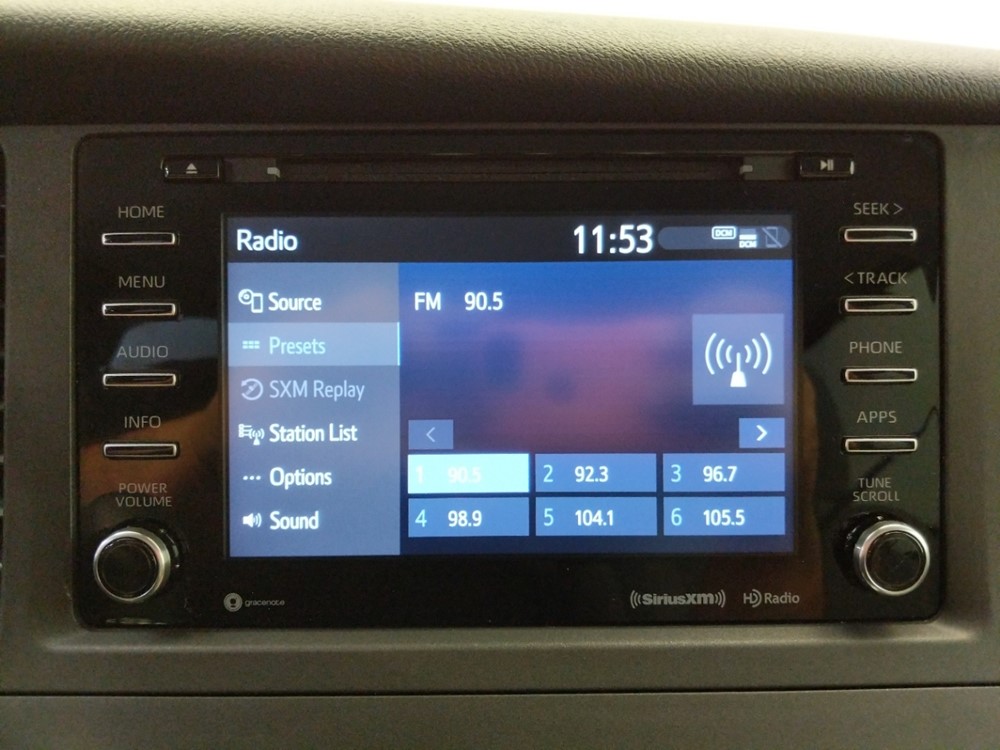 HOME
MENU
AUDIO
INFO
POWER
VOLUME
Radio
11:53
DCM
DCM
Source
Presets
SXM Replay
Station List
Options
Sound
FM 90.5
< >
1 90.5
2 92.3
3 96.7
4 98.9
5 104.1
6 105.5
SEEK >
< TRACK
PHONE
APPS
TUNE
SCROLL
gracenote
((SiriusXM))
HD Radio